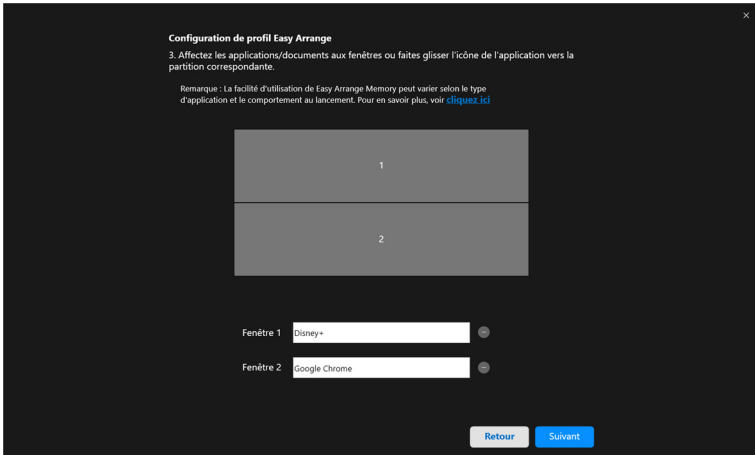 Configuration de profil Easy Arrange
3. Affectez les applications/documents aux fenêtres ou faites glisser l'icône de l'application vers la
partition correspondante.
Remarque : La facilité d'utilisation de Easy Arrange Memory peut varier selon le type
d'application et le comportement au lancement. Pour en savoir plus, voir cliquez ici
1
2
Fenêtre 1 Disney+
Fenêtre 2 Google Chrome
Retour Suivant